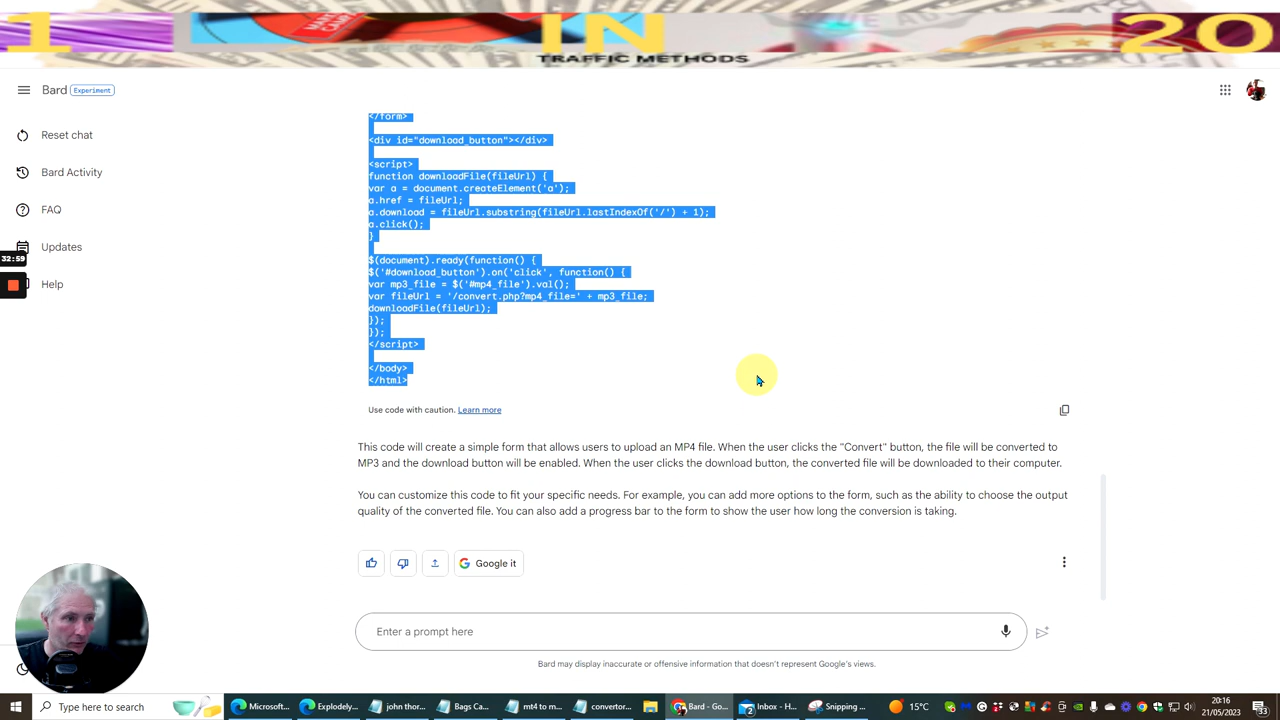 1 IN 20
TRAFFIC METHODS
Bard Experiment
Reset chat
Bard Activity
FAQ
Updates
Help
32:59
</form>
<div id="download_button"></div>
<script>
function downloadFile(fileUrl) {
var a = document.createElement('a');
a.href = fileUrl;
a.download = fileUrl.substring(fileUrl.lastIndexOf('/') + 1);
a.click();
}
$(document).ready(function() {
$('#download_button').on('click', function() {
var mp3_file = $('#mp4_file').val();
var fileUrl = '/convert.php?mp4_file=' + mp3_file;
downloadFile(fileUrl);
});
});
</script>
</body>
</html>
Use code with caution. Learn more
This code will create a simple form that allows users to upload an MP4 file. When the user clicks the "Convert" button, the file will be converted to
MP3 and the download button will be enabled. When the user clicks the download button, the converted file will be downloaded to their computer.
You can customize this code to fit your specific needs. For example, you can add more options to the form, such as the ability to choose the output
quality of the converted file. You can also add a progress bar to the form to show the user how long the conversion is taking.
Google it
Enter a prompt here
Bard may display inaccurate or offensive information that doesn't represent Google's views.
Type here to search
Microsoft...
Explodely...
john thor...
Bags Ca...
mt4 to m...
convertor...
Bard - Go...
Inbox - H...
Snipping ...
15°C
20:16
21/05/2023